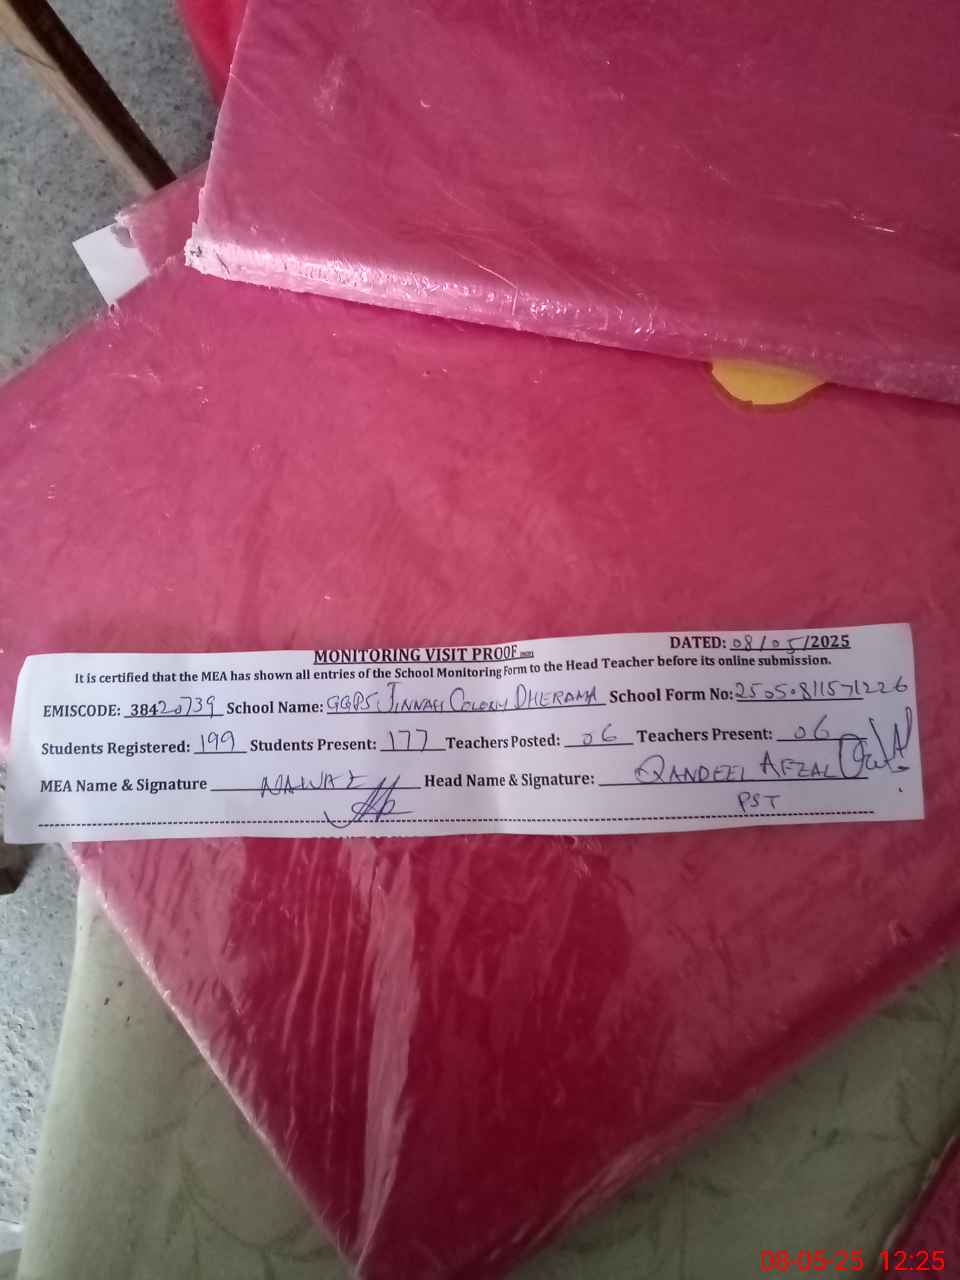 MONITORING VISIT PROOF
DATED: 08/05/2025
It is certified that the MEA has shown all entries of the School Monitoring Form to the Head Teacher before its online submission.
EMISCODE: 38420739 School Name: GGPS JINNAH COLONY DHERAMA School Form No: 25050811571226
Students Registered: 199 Students Present: 177 Teachers Posted: 06 Teachers Present: 06
MEA Name & Signature NAWAZ Head Name & Signature: QANDEEL AFZAL
PST
08-05-25 12:25